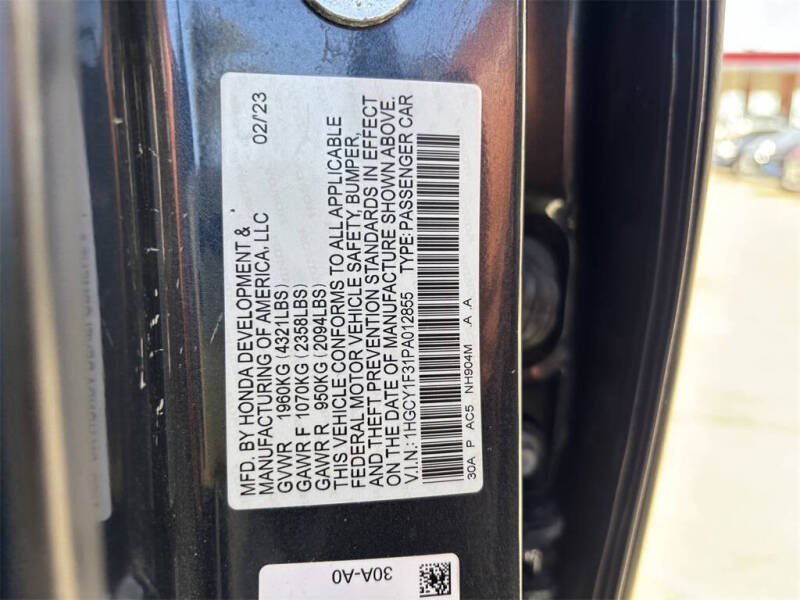 MFD. BY HONDA DEVELOPMENT &
MANUFACTURING OF AMERICA, LLC 02/'23
GVWR 1960KG (4321LBS)
GAWR F 1070KG (2358LBS)
GAWR R 950KG (2094LBS)
THIS VEHICLE CONFORMS TO ALL APPLICABLE
FEDERAL MOTOR VEHICLE SAFETY, BUMPER,
AND THEFT PREVENTION STANDARDS IN EFFECT
ON THE DATE OF MANUFACTURE SHOWN ABOVE.
V.I.N.: 1HGCY1F31PA012855 TYPE: PASSENGER CAR
30A P AC5 NH904M .A .A
30A-A0